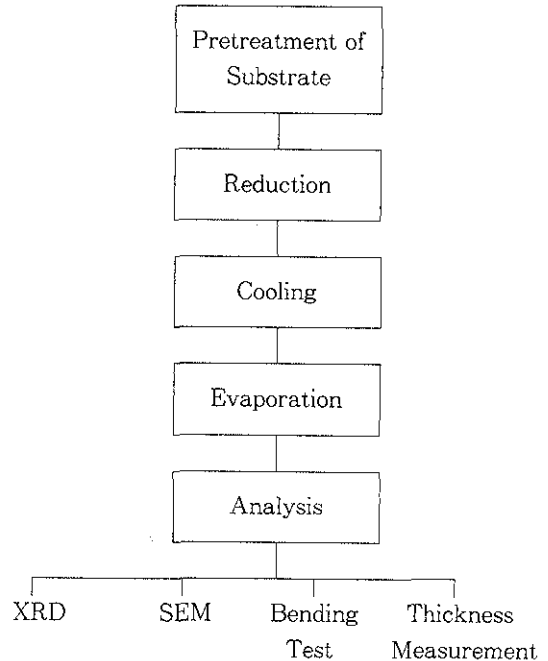 Pretreatment of
Substrate
Reduction
Cooling
Evaporation
Analysis
XRD
SEM
Bending
Test
Thickness
Measurement